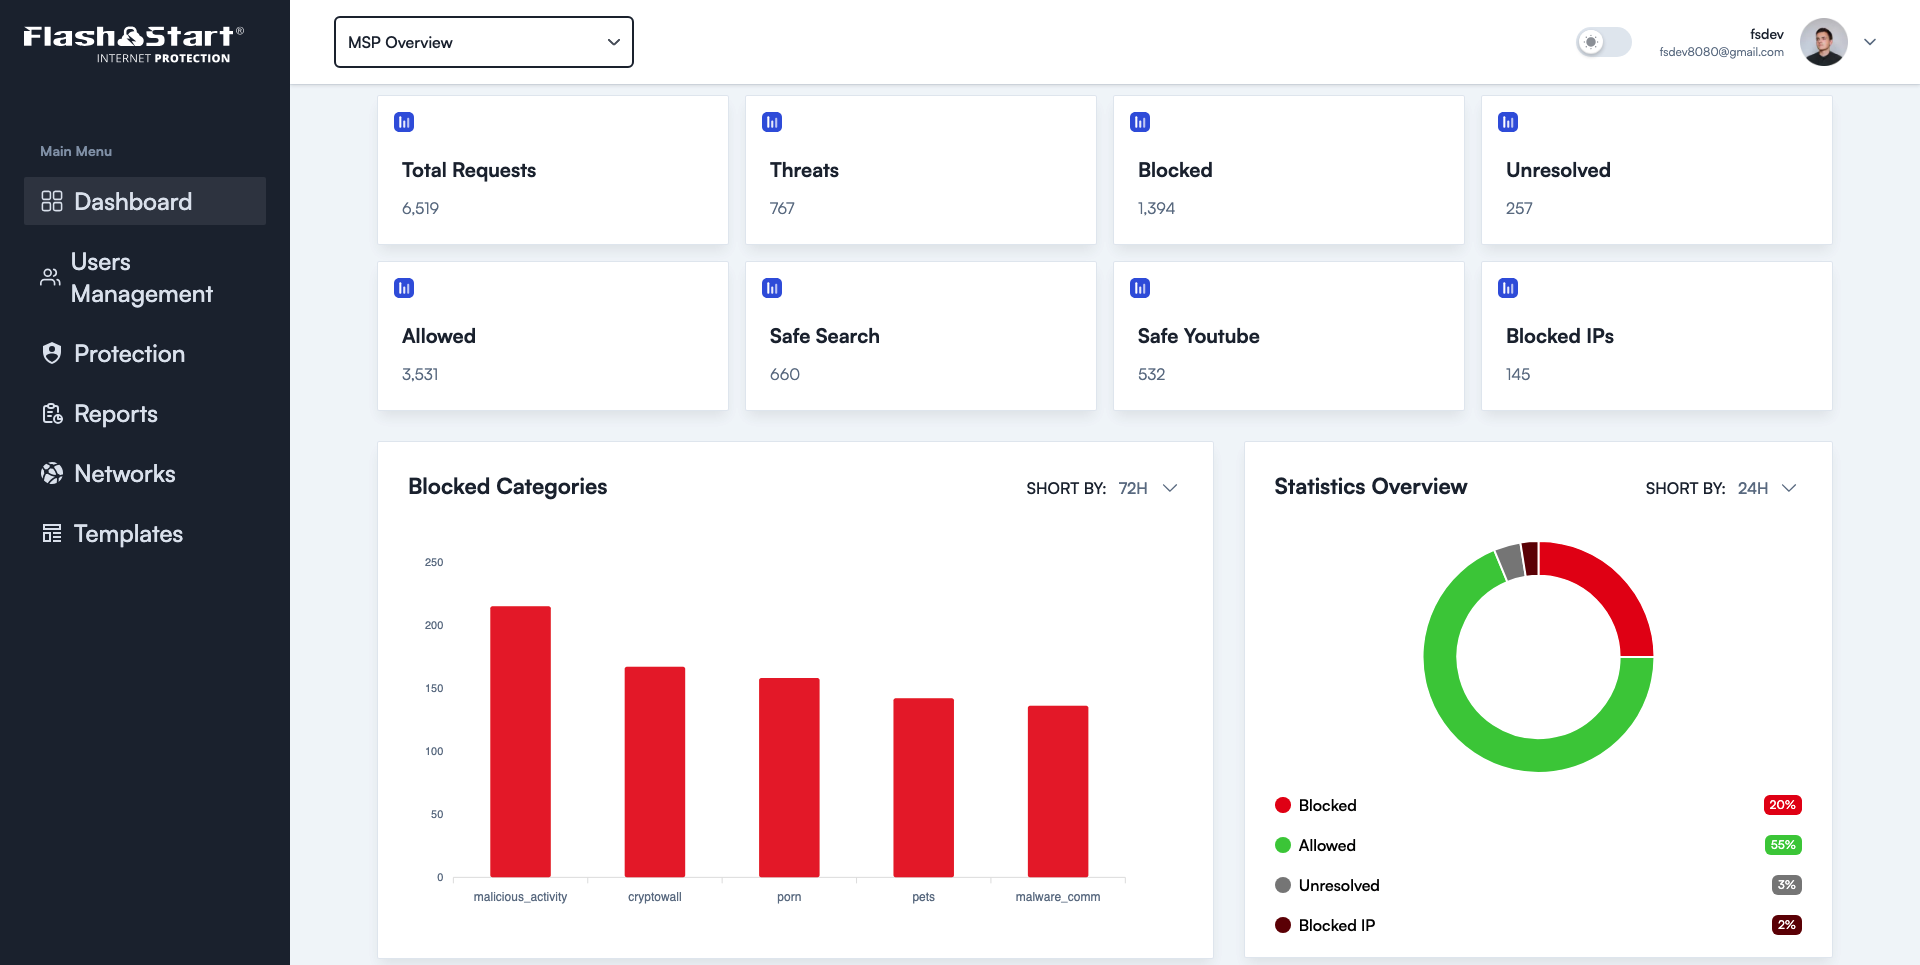 Flash Start®
INTERNET PROTECTION
Main Menu
Dashboard
Users
Management
Protection
Reports
Networks
Templates
MSP Overview
fsdev
fsdev8080@gmail.com
Total Requests
6,519
Threats
767
Blocked
1,394
Unresolved
257
Allowed
3,531
Safe Search
660
Safe Youtube
532
Blocked IPs
145
Blocked Categories
SHORT BY: 72H
250
200
150
100
50
0
malicious_activity
cryptowall
porn
pets
malware_comm
Statistics Overview
SHORT BY: 24H
Blocked 20%
Allowed 55%
Unresolved 3%
Blocked IP 2%